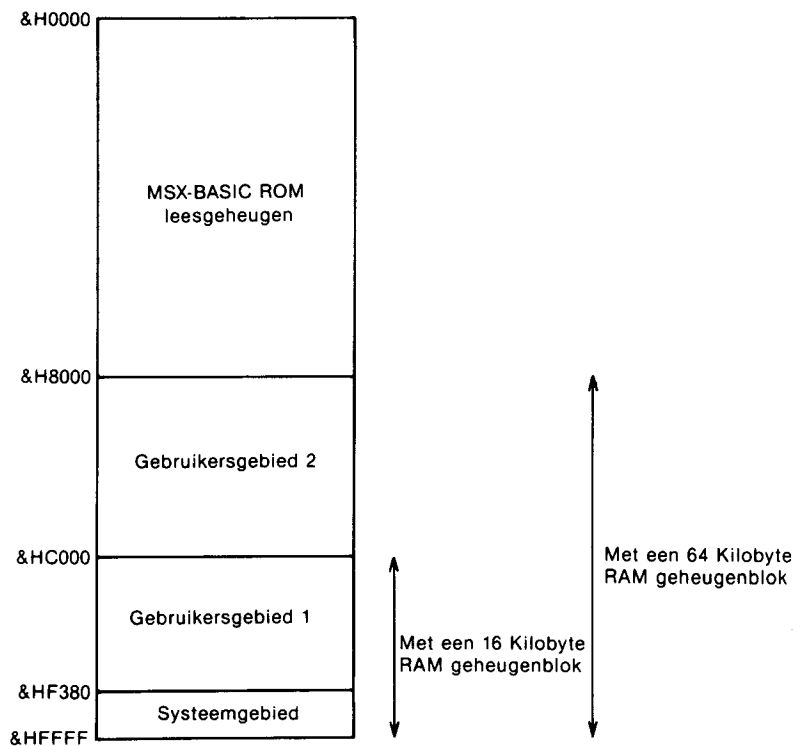 &H0000
MSX-BASIC ROM
leesgeheugen
&H8000
Gebruikersgebied 2
&HC000
Met een 64 Kilobyte
RAM geheugenblok
Gebruikersgebied 1
Met een 16 Kilobyte
RAM geheugenblok
&HF380
Systeemgebied
&HFFFF